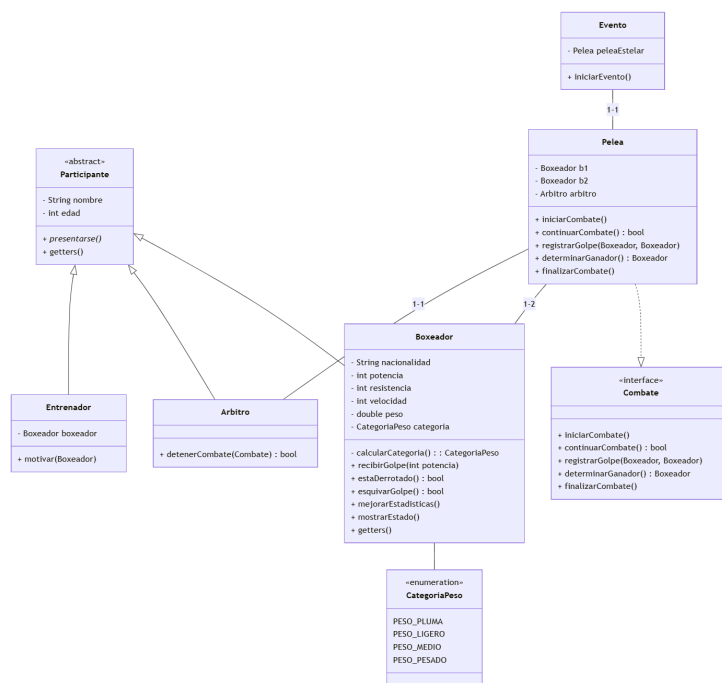 Evento
- Pelea peleaEstelar
+ iniciarEvento()
1-1
Pelea
- Boxeador b1
- Boxeador b2
- Arbitro arbitro
+ iniciarCombate()
+ continuarCombate() : bool
+ registrarGolpe(Boxeador, Boxeador)
+ determinarGanador() : Boxeador
+ finalizarCombate()
«abstract»
Participante
- String nombre
- int edad
+ presentarse()
+ getters()
1-1
1-2
Boxeador
- String nacionalidad
- int potencia
- int resistencia
- int velocidad
- double peso
- CategoriaPeso categoria
- calcularCategoria() : : CategoriaPeso
+ recibirGolpe(int potencia)
+ estaDerrotado() : bool
+ esquivarGolpe() : bool
+ mejorarEstadisticas()
+ mostrarEstado()
+ getters()
«interface»
Combate
+ iniciarCombate()
+ continuarCombate() : bool
+ registrarGolpe(Boxeador, Boxeador)
+ determinarGanador() : Boxeador
+ finalizarCombate()
Entrenador
- Boxeador boxeador
+ motivar(Boxeador)
Arbitro
+ detenerCombate(Combate) : bool
«enumeration»
CategoriaPeso
PESO_PLUMA
PESO_LIGERO
PESO_MEDIO
PESO_PESADO